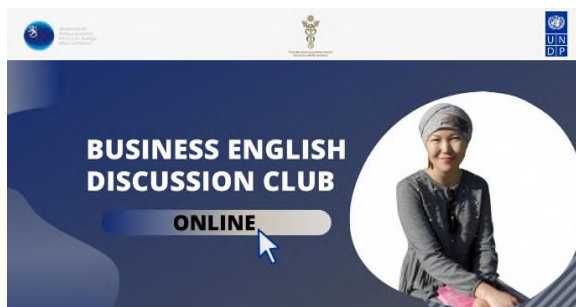 U N
D P
BUSINESS ENGLISH
DISCUSSION CLUB
ONLINE